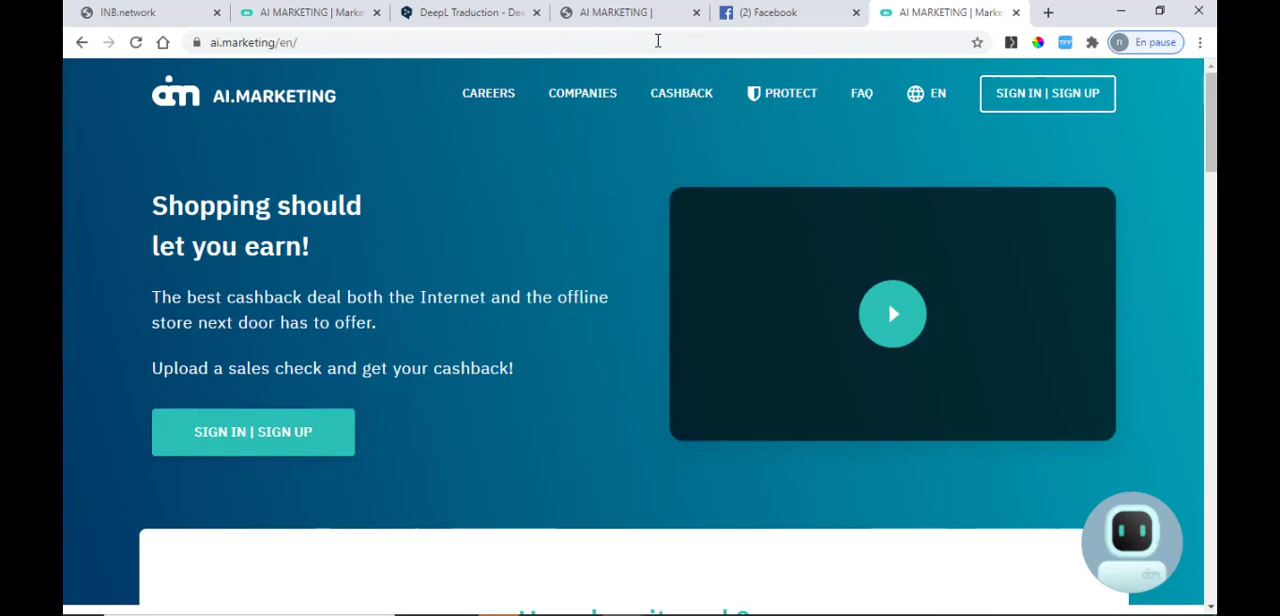 INB.network
AI MARKETING | Marke
DeepL Traduction - Dee
AI MARKETING |
(2) Facebook
AI MARKETING | Marke
ai.marketing/en/
n
En pause
aim AI.MARKETING
CAREERS
COMPANIES
CASHBACK
PROTECT
FAQ
EN
SIGN IN | SIGN UP
Shopping should
let you earn!
The best cashback deal both the Internet and the offline
store next door has to offer.
Upload a sales check and get your cashback!
SIGN IN | SIGN UP
aim